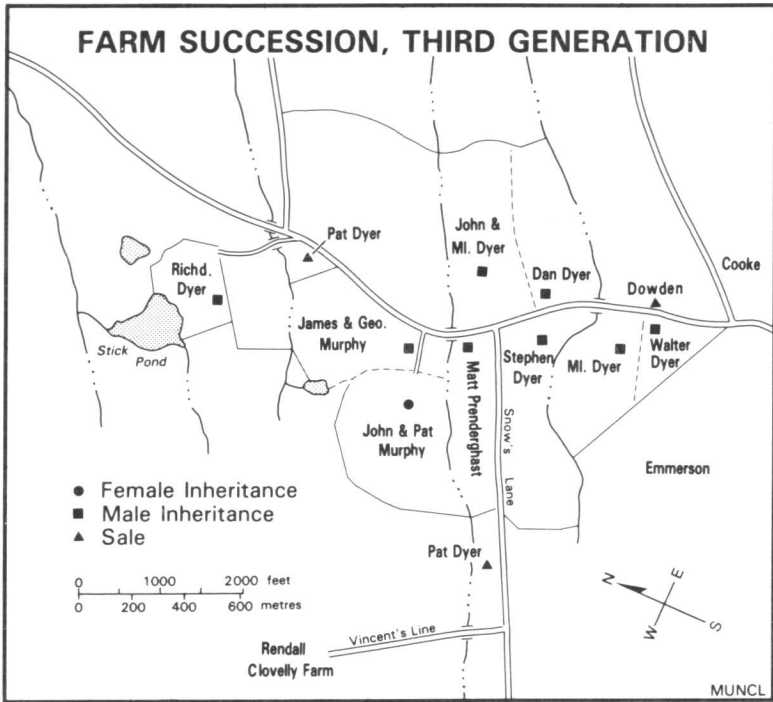 FARM SUCCESSION, THIRD GENERATION
Pat Dyer
John &
Ml. Dyer
Richd.
Dyer
Dan Dyer
Cooke
Dowden
James & Geo.
Murphy
Stick
Pond
Matt Prenderghast
Stephen
Dyer
Ml. Dyer
Walter
Dyer
John & Pat
Murphy
Snow's
Lane
Emmerson
● Female Inheritance
■ Male Inheritance
▲ Sale
Pat Dyer
0 1000 2000 feet
0 200 400 600 metres
N
E
W
S
Vincent's Line
Rendall
Clovelly Farm
MUNCL